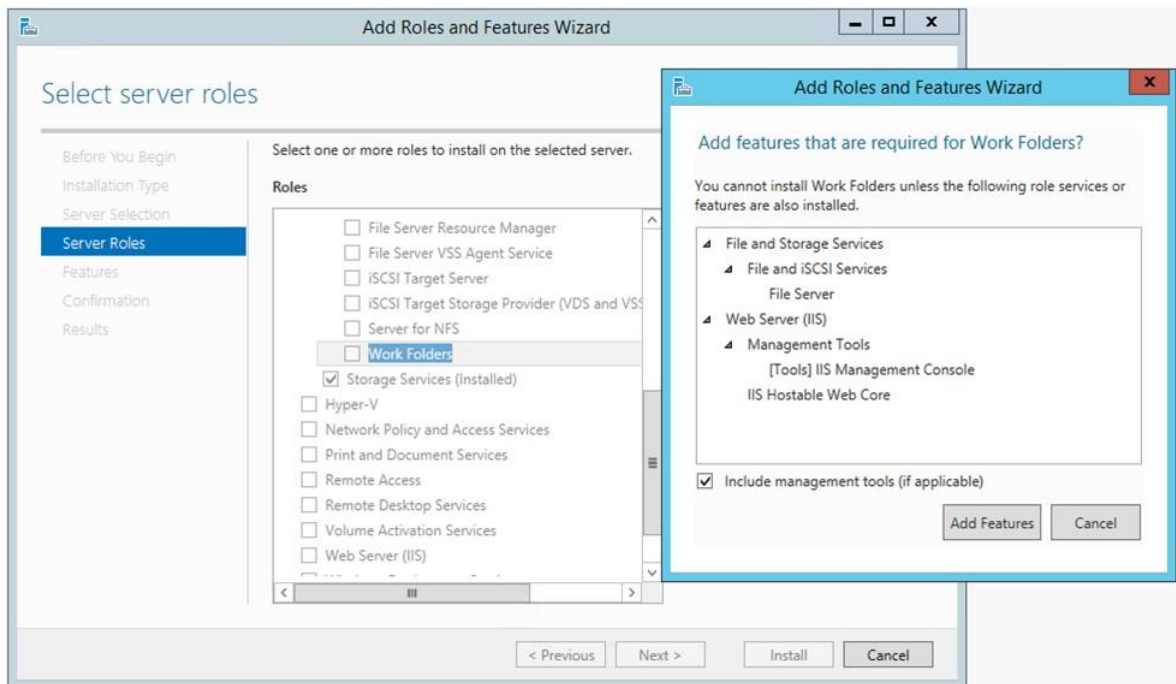 Add Roles and Features Wizard
Select server roles
Before You Begin
Installation Type
Server Selection
Server Roles
Features
Confirmation
Results
Select one or more roles to install on the selected server.
Roles
File Server Resource Manager
File Server VSS Agent Service
iSCSI Target Server
iSCSI Target Storage Provider (VDS and VSS
Server for NFS
Work Folders
Storage Services (Installed)
Hyper-V
Network Policy and Access Services
Print and Document Services
Remote Access
Remote Desktop Services
Volume Activation Services
Web Server (IIS)
< Previous
Next >
Install
Cancel
Add Roles and Features Wizard
Add features that are required for Work Folders?
You cannot install Work Folders unless the following role services or
features are also installed.
File and Storage Services
File and iSCSI Services
File Server
Web Server (IIS)
Management Tools
[Tools] IIS Management Console
IIS Hostable Web Core
Include management tools (if applicable)
Add Features
Cancel